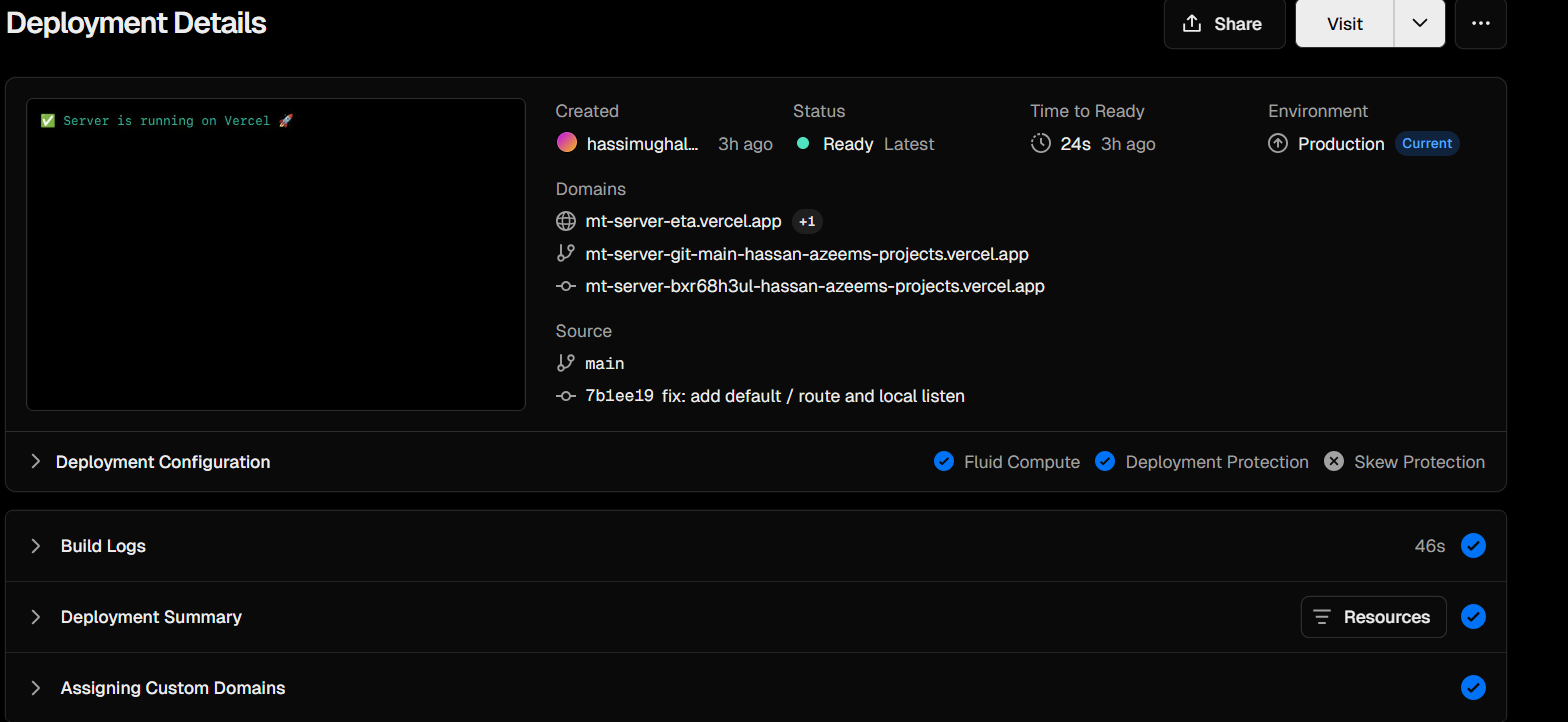 Deployment Details
Share
Visit
✅ Server is running on Vercel 🚀
Created
Status
Time to Ready
Environment
hassimughal... 3h ago
Ready Latest
24s 3h ago
Production Current
Domains
mt-server-eta.vercel.app +1
mt-server-git-main-hassan-azeems-projects.vercel.app
mt-server-bxr68h3ul-hassan-azeems-projects.vercel.app
Source
main
7b1ee19 fix: add default / route and local listen
Deployment Configuration
Fluid Compute
Deployment Protection
Skew Protection
Build Logs
46s
Deployment Summary
Resources
Assigning Custom Domains